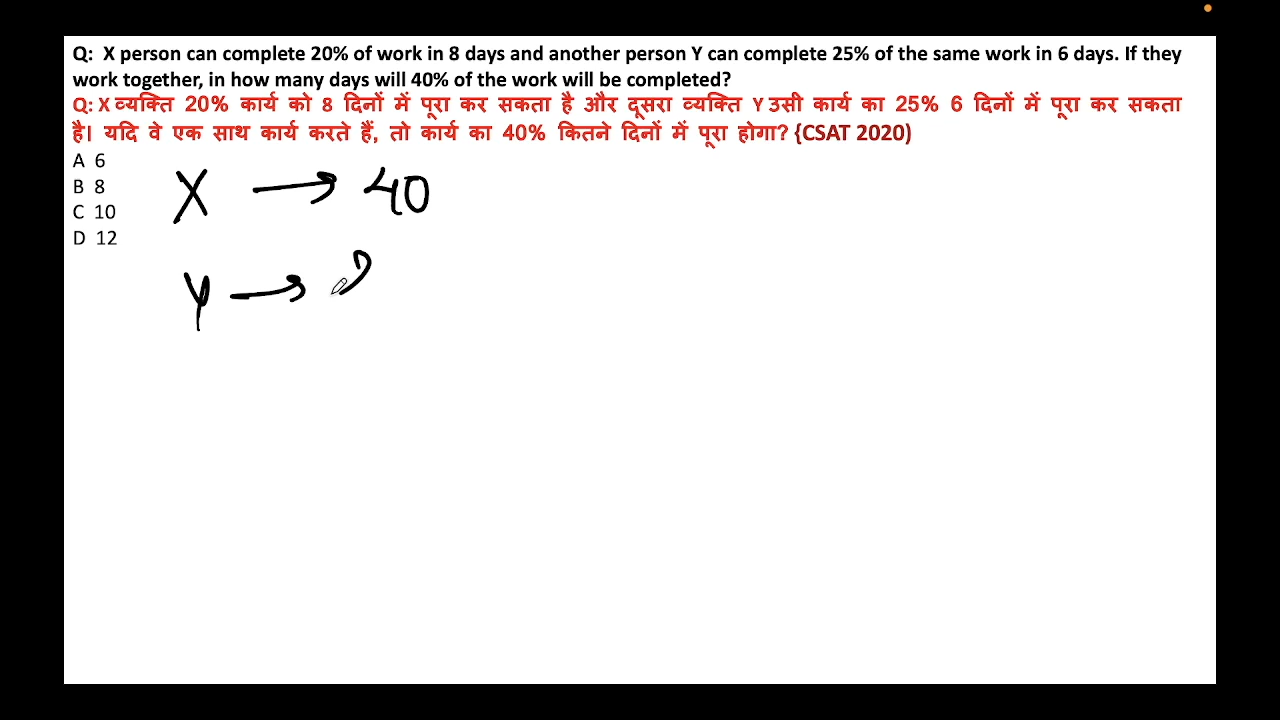 Q: X person can complete 20% of work in 8 days and another person Y can complete 25% of the same work in 6 days. If they
work together, in how many days will 40% of the work will be completed?
Q: X व्यक्ति 20% कार्य को 8 दिनों में पूरा कर सकता है और दूसरा व्यक्ति Y उसी कार्य का 25% 6 दिनों में पूरा कर सकता
है। यदि वे एक साथ कार्य करते हैं, तो कार्य का 40% कितने दिनों में पूरा होगा? {CSAT 2020)
A 6
B 8
C 10
D 12
X → 40
Y →